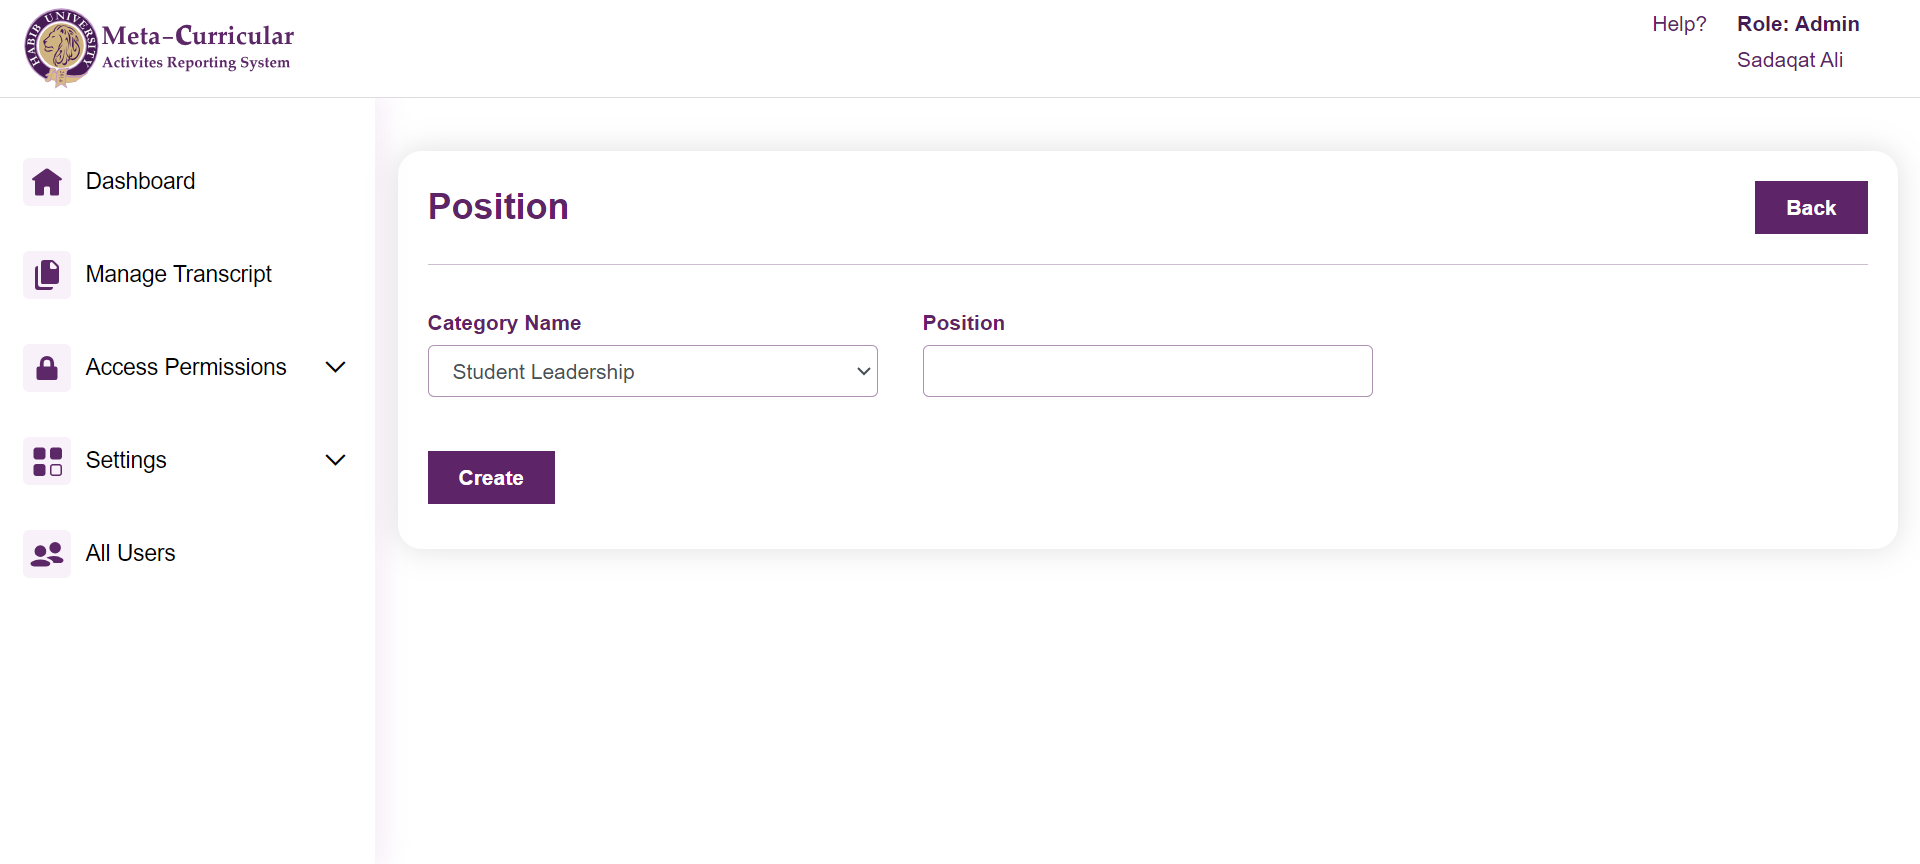 HABIB UNIVERSITY
Meta-Curricular
Activites Reporting System
Help?
Role: Admin
Sadaqat Ali
Dashboard
Manage Transcript
Access Permissions
Settings
All Users
Position
Back
Category Name
Position
Student Leadership
Create